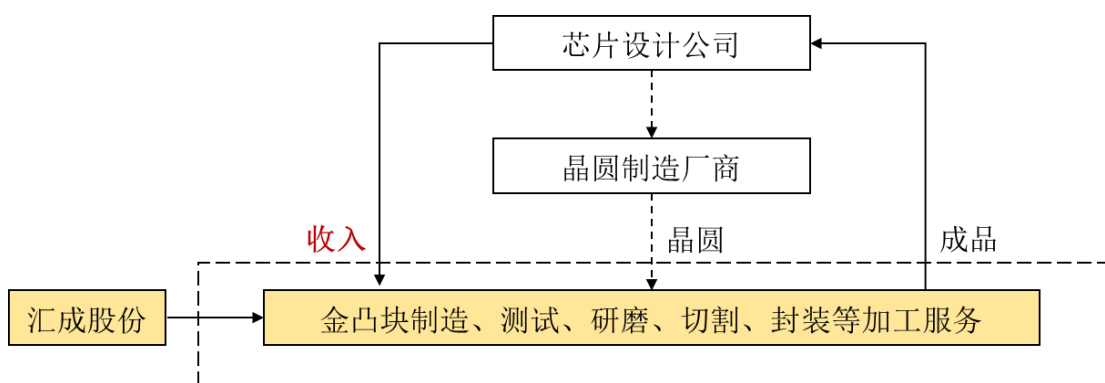 芯片设计公司
晶圆制造厂商
收入
晶圆
成品
汇成股份
金凸块制造、测试、研磨、切割、封装等加工服务